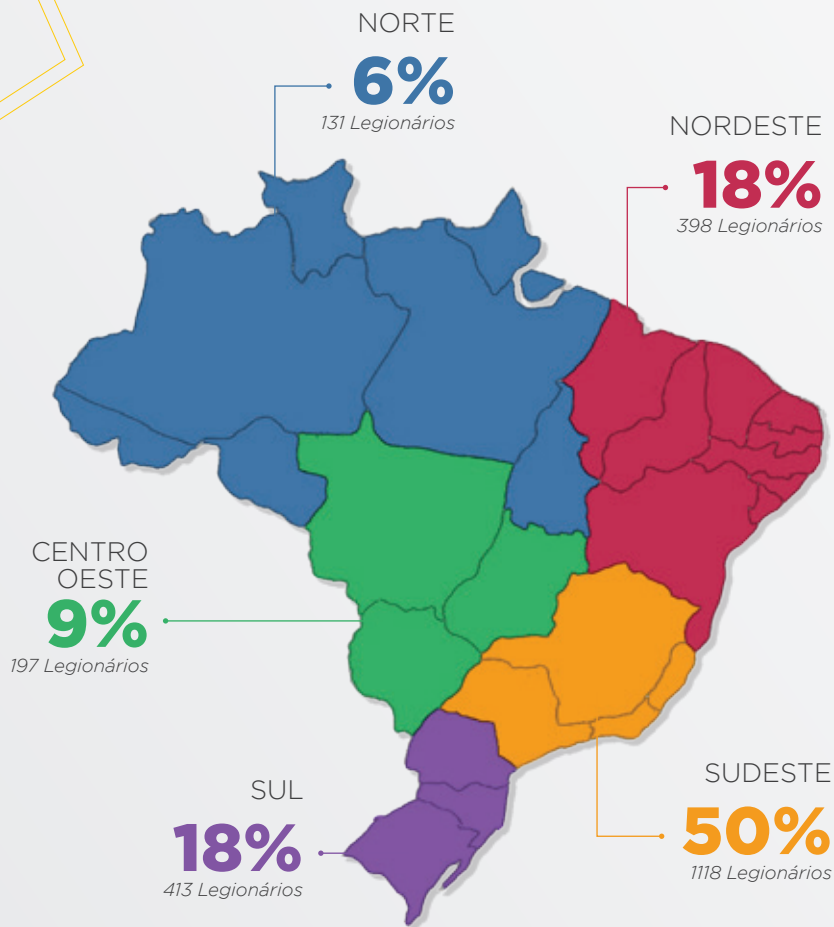 NORTE
6%
131 Legionários
NORDESTE
18%
398 Legionários
CENTRO
OESTE
9%
197 Legionários
SUL
18%
413 Legionários
SUDESTE
50%
1118 Legionários